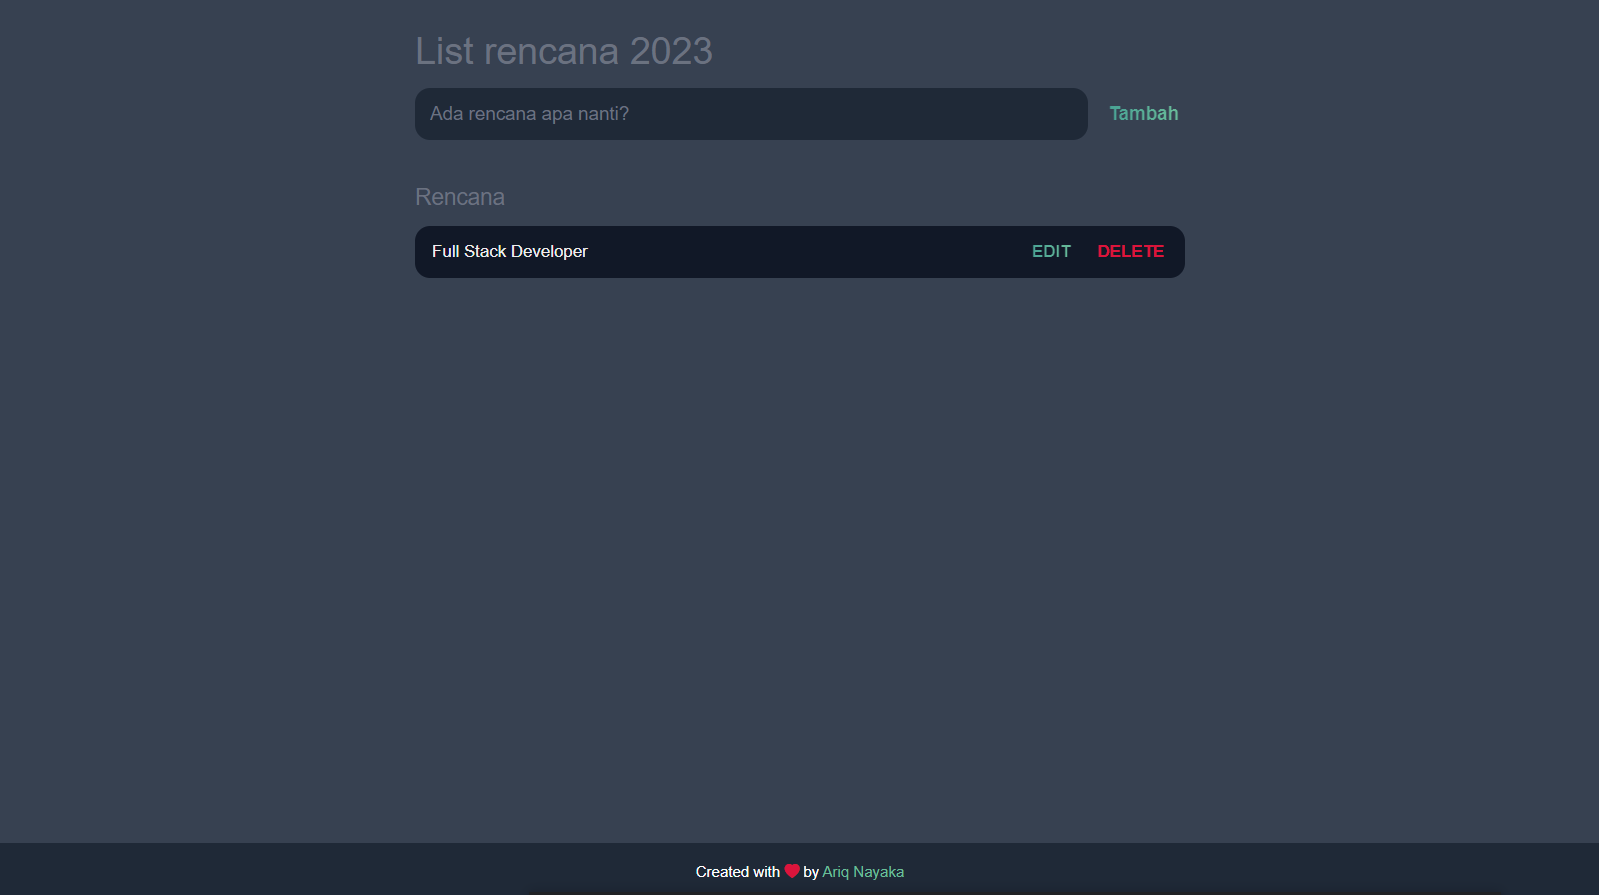 List rencana 2023
Ada rencana apa nanti?
Tambah
Rencana
Full Stack Developer
EDIT
DELETE
Created with ❤ by Ariq Nayaka